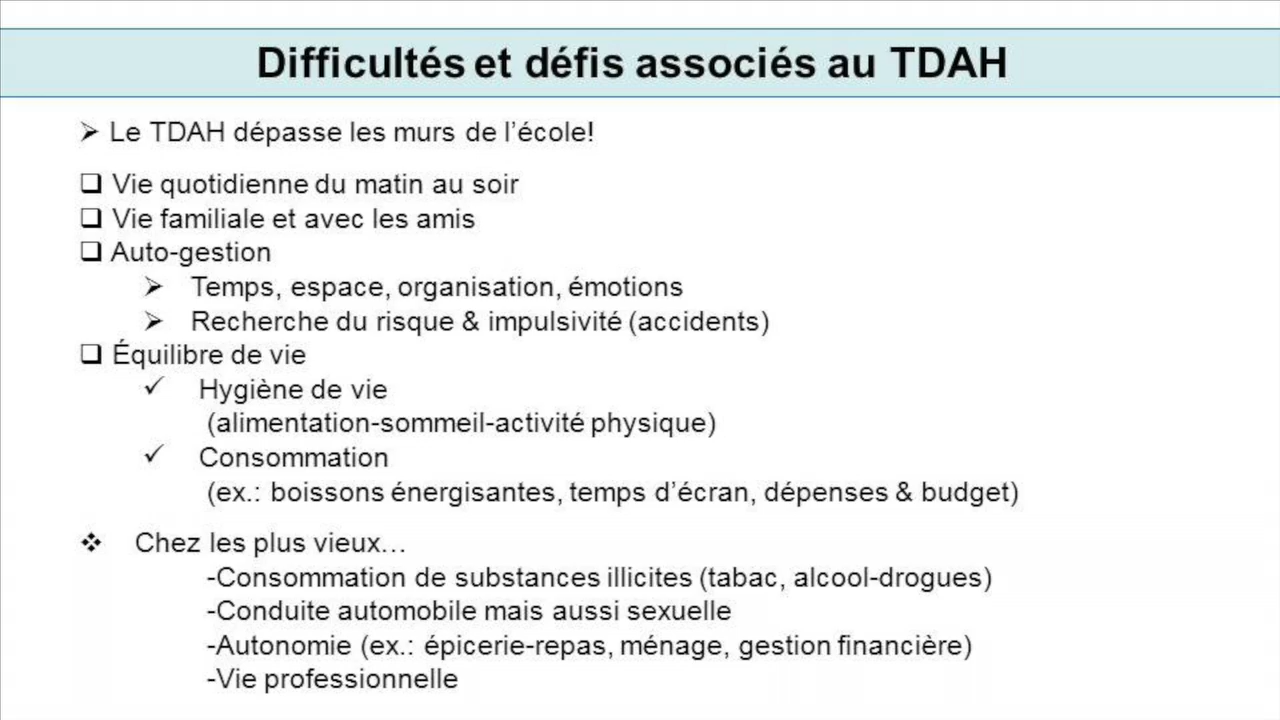 Difficultés et défis associés au TDAH
➢ Le TDAH dépasse les murs de l’école!
❑ Vie quotidienne du matin au soir
❑ Vie familiale et avec les amis
❑ Auto-gestion
➢ Temps, espace, organisation, émotions
➢ Recherche du risque & impulsivité (accidents)
❑ Équilibre de vie
✓ Hygiène de vie
(alimentation-sommeil-activité physique)
✓ Consommation
(ex.: boissons énergisantes, temps d’écran, dépenses & budget)
❖ Chez les plus vieux…
-Consommation de substances illicites (tabac, alcool-drogues)
-Conduite automobile mais aussi sexuelle
-Autonomie (ex.: épicerie-repas, ménage, gestion financière)
-Vie professionnelle